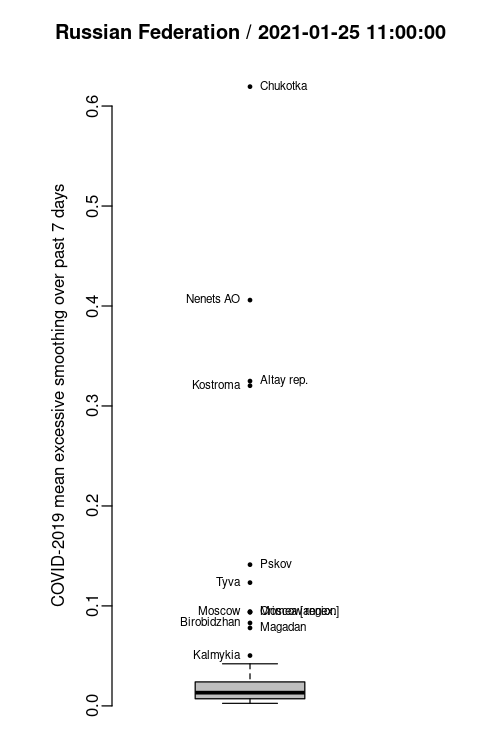 Russian Federation / 2021-01-25 11:00:00
COVID-2019 mean excessive smoothing over past 7 days
0.6
0.5
0.4
0.3
0.2
0.1
0.0
Chukotka
Nenets AO
Altay rep.
Kostroma
Pskov
Tyva
Moscow
Birobidzhan
Magadan
Kalmykia